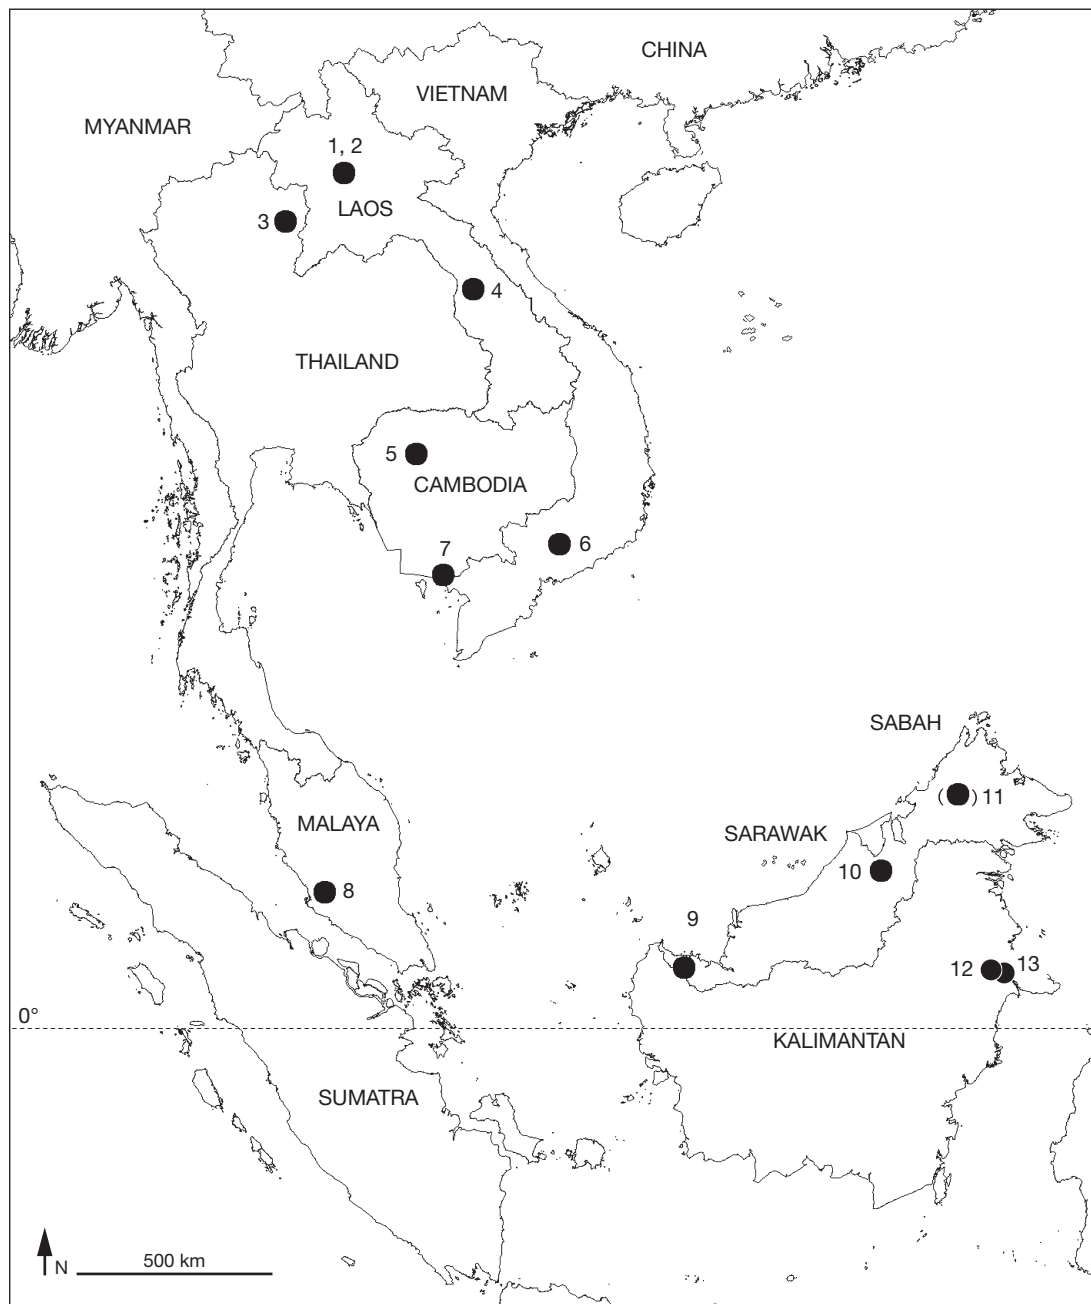 CHINA
VIETNAM
MYANMAR
1, 2
LAOS
3
4
THAILAND
5
CAMBODIA
6
7
SABAH
( ) 11
MALAYA
SARAWAK
10
8
9
12
13
0°
KALIMANTAN
SUMATRA
N
500 km